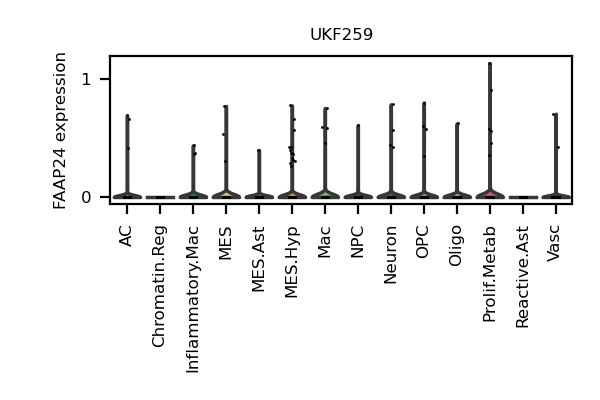 UKF259
FAAP24 expression
1
0
AC
Chromatin.Reg
Inflammatory.Mac
MES
MES.Ast
MES.Hyp
Mac
NPC
Neuron
OPC
Oligo
Prolif.Metab
Reactive.Ast
Vasc